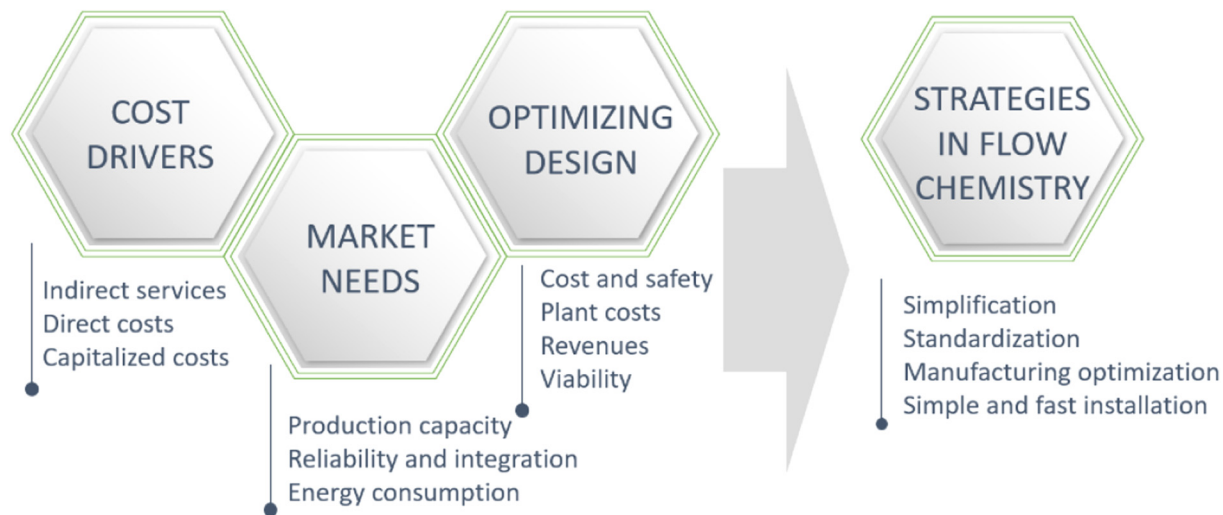 COST
DRIVERS
Indirect services
Direct costs
Capitalized costs
MARKET
NEEDS
Production capacity
Reliability and integration
Energy consumption
OPTIMIZING
DESIGN
Cost and safety
Plant costs
Revenues
Viability
STRATEGIES
IN FLOW
CHEMISTRY
Simplification
Standardization
Manufacturing optimization
Simple and fast installation